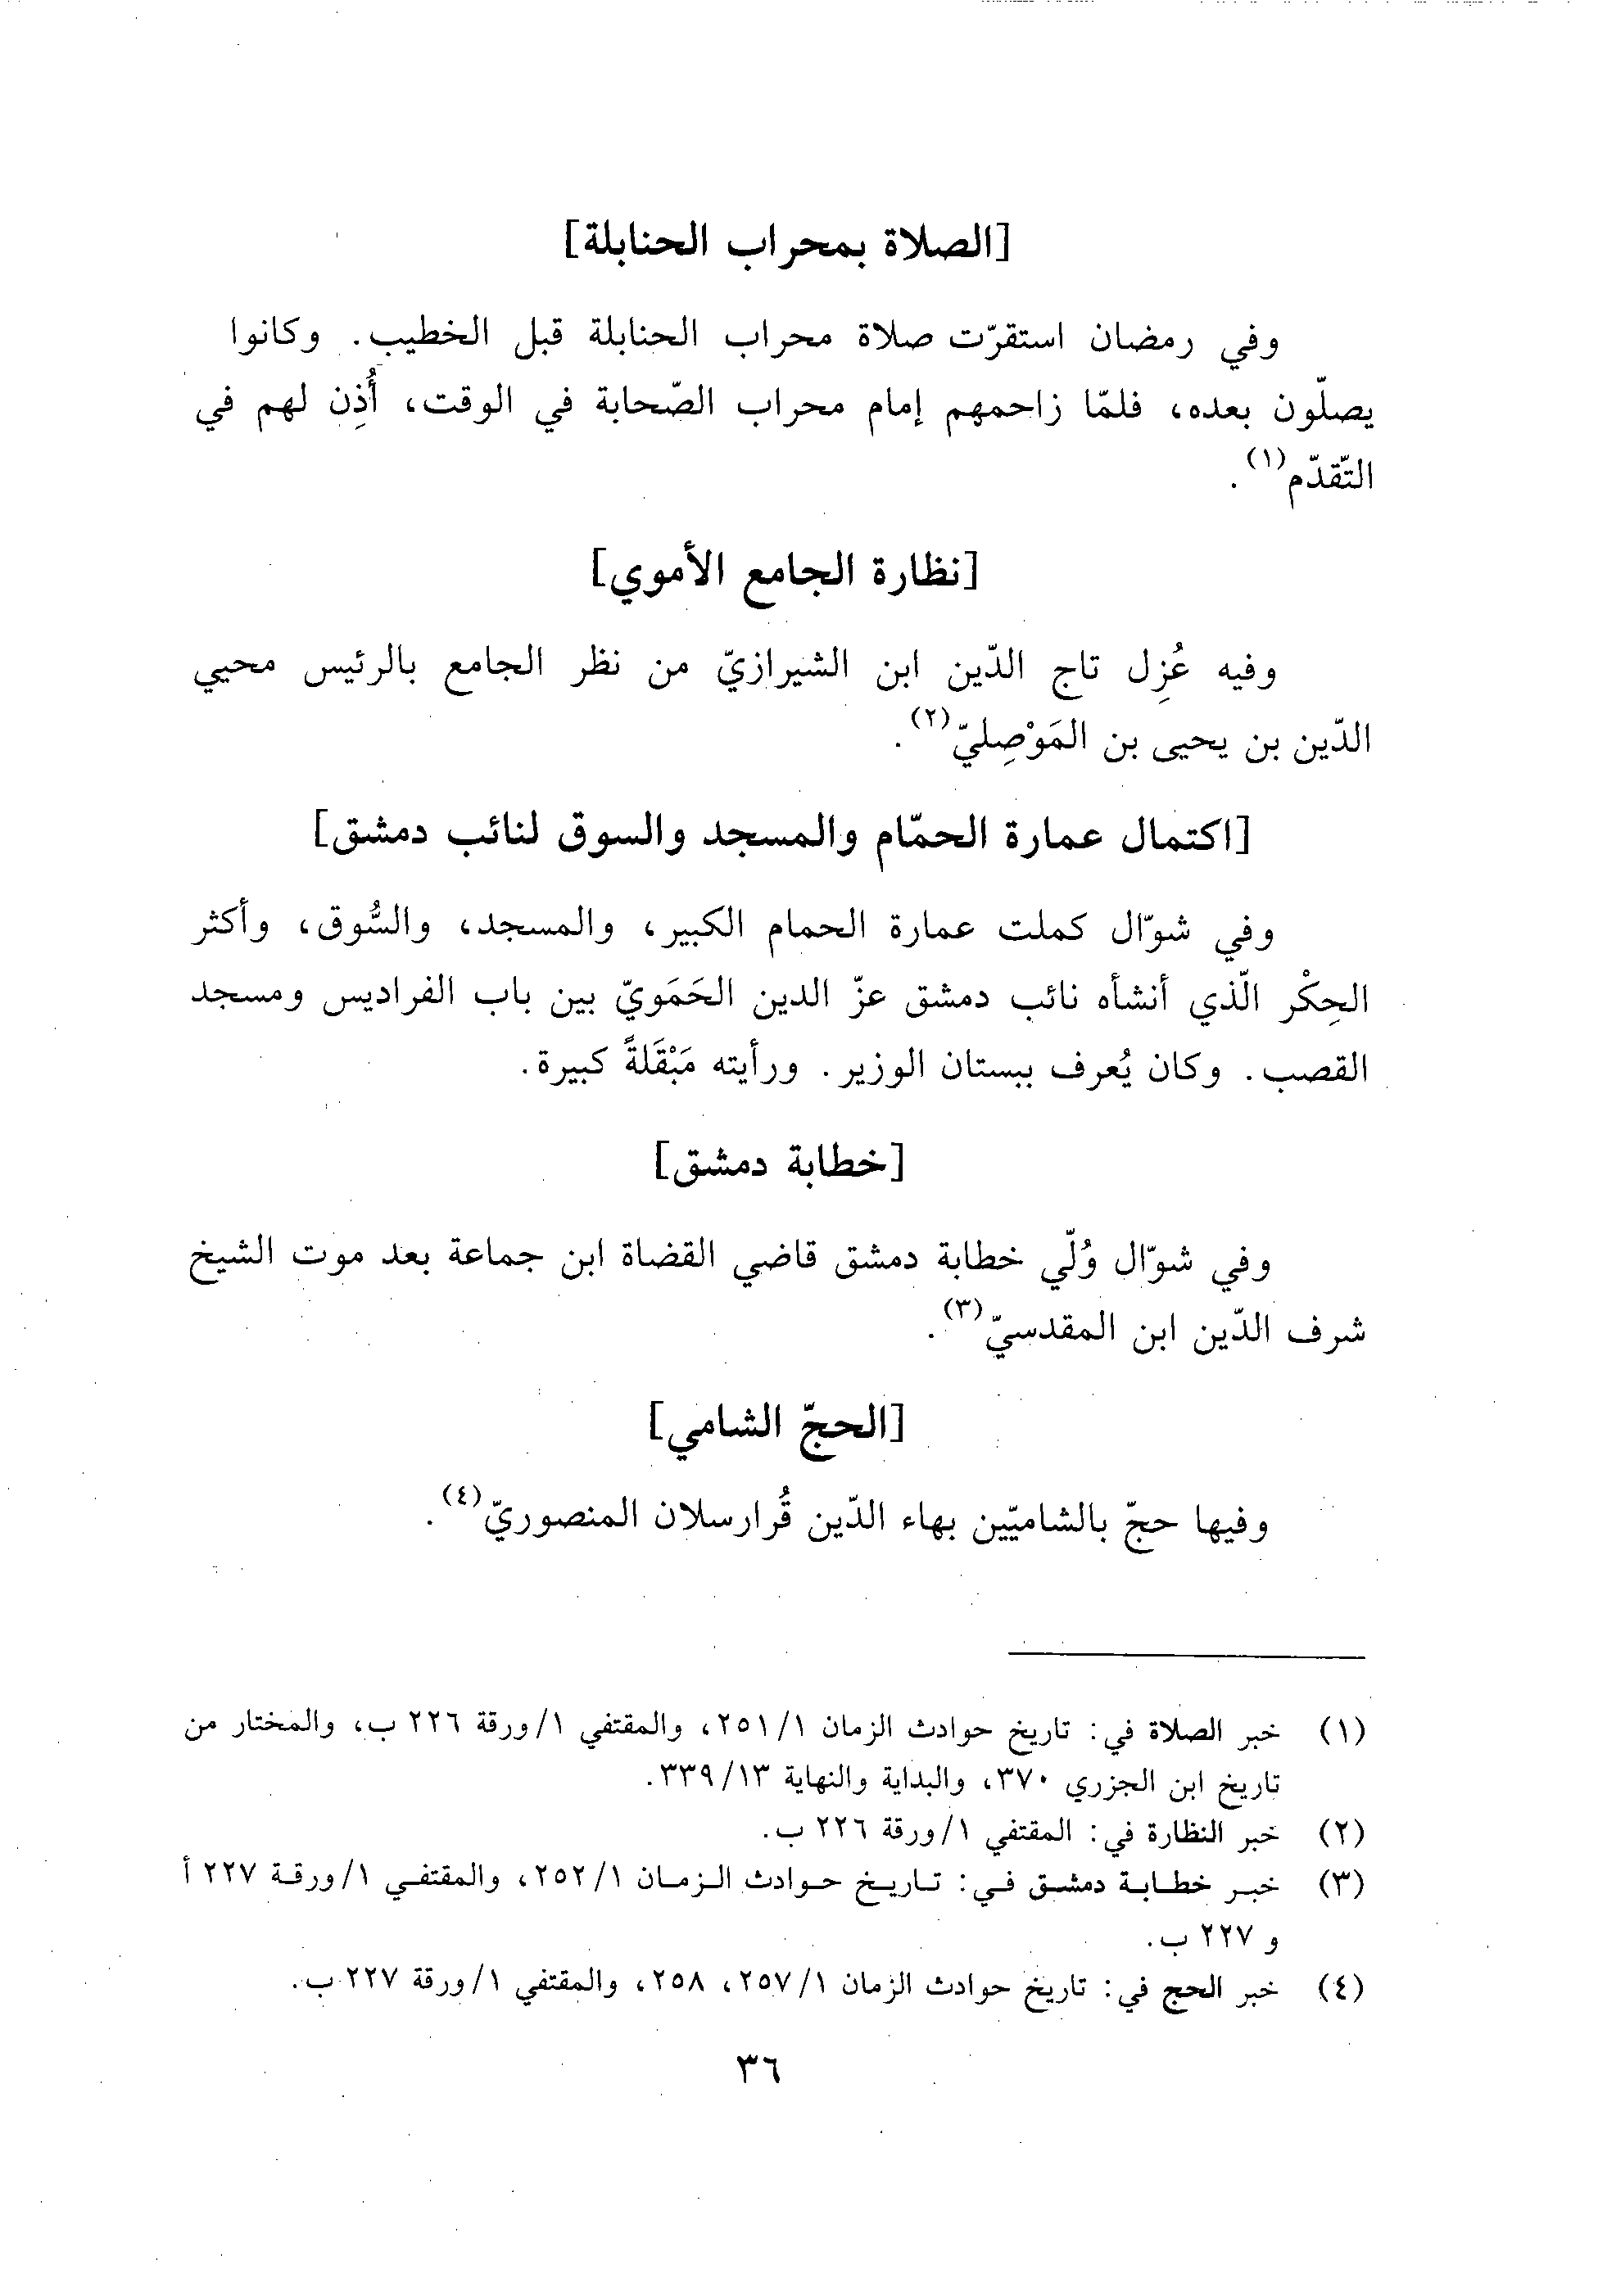 [الصلاة بمحراب الحنابلة]
وفي رمضان استقرّت صلاة محراب الحنابلة قبل الخطيب. وكانوا
يصلّون بعده، فلمّا زاحمهم إمام محراب الصّحابة في الوقت، أُذِن لهم في
التّقدّم(١).
[نظارة الجامع الأموي]
وفيه عُزِل تاج الدّين ابن الشيرازيّ من نظر الجامع بالرئيس محيي
الدّين بن يحيى بن المَوْصِليّ(٢).
[اكتمال عمارة الحمّام والمسجد والسوق لنائب دمشق]
وفي شوّال كملت عمارة الحمام الكبير، والمسجد، والسُّوق، وأكثر
الحِكْر الّذي أنشأه نائب دمشق عزّ الدين الحَمَويّ بين باب الفراديس ومسجد
القصب. وكان يُعرف ببستان الوزير. ورأيته مَبْقَلةً كبيرة.
[خطابة دمشق]
وفي شوّال وُلّي خطابة دمشق قاضي القضاة ابن جماعة بعد موت الشيخ
شرف الدّين ابن المقدسيّ(٣).
[الحجّ الشامي]
وفيها حجّ بالشاميّين بهاء الدّين قُرارسلان المنصوريّ(٤).
(١) خبر الصلاة في: تاريخ حوادث الزمان ١/ ٢٥١، والمقتفي ١/ ورقة ٢٢٦ ب، والمختار من
تاريخ ابن الجزري ٣٧٠، والبداية والنهاية ١٣/ ٣٣٩.
(٢) خبر النظارة في: المقتفي ١/ ورقة ٢٢٦ ب.
(٣) خبر خطابة دمشق في: تاريخ حوادث الزمان ١/ ٢٥٢، والمقتفي ١/ ورقة ٢٢٧ أ
و ٢٢٧ ب.
(٤) خبر الحج في: تاريخ حوادث الزمان ١/ ٢٥٧، ٢٥٨، والمقتفي ١/ ورقة ٢٢٧ ب.
٣٦